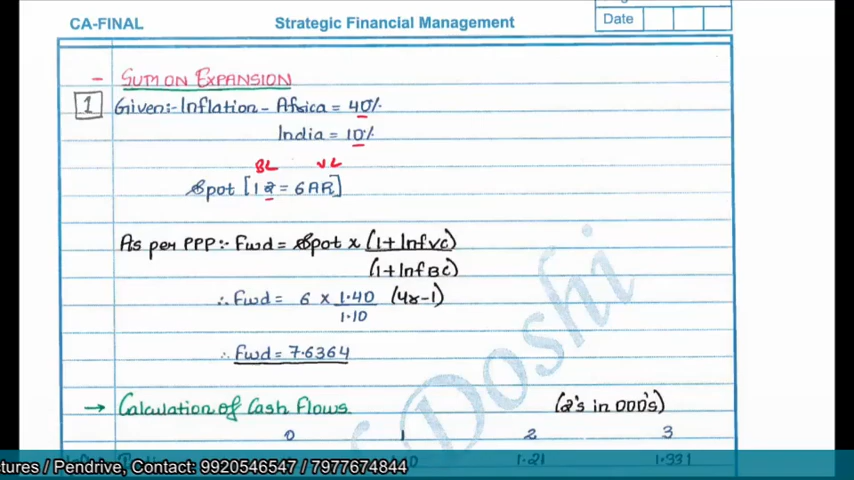 CA-FINAL Strategic Financial Management
Date
- SUM ON EXPANSION
1 Given:- Inflation - Africa = 40%
India = 10%
BC VC
Spot [1 ₹ = 6 AR]
As per PPP:- Fwd = Spot x (1+Inf VC)
(1+Inf BC)
∴ Fwd = 6 x 1.40 (Yr-1)
1.10
∴ Fwd = 7.6364
→ Calculation of Cash Flows. (₹'s in 000's)
0 1 2 3
1.21 1.331
ctures / Pendrive, Contact: 9920546547 / 7977674844
Doshi